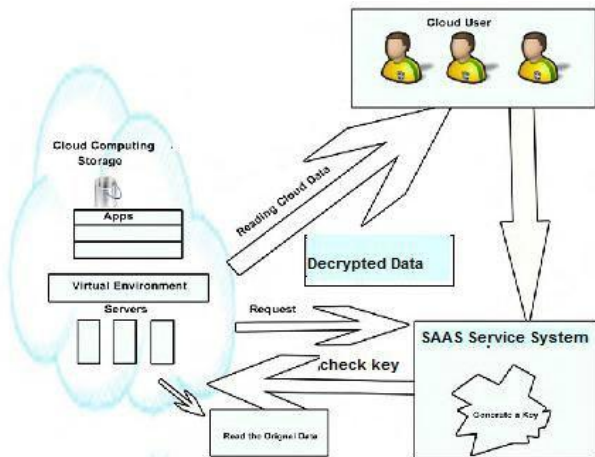 Cloud User
Cloud Computing
Storage
Apps
Reading Cloud Data
Decrypted Data
Virtual Environment
Servers
Request
SAAS Service System
check key
Generate a Key
Read the Orignel Data